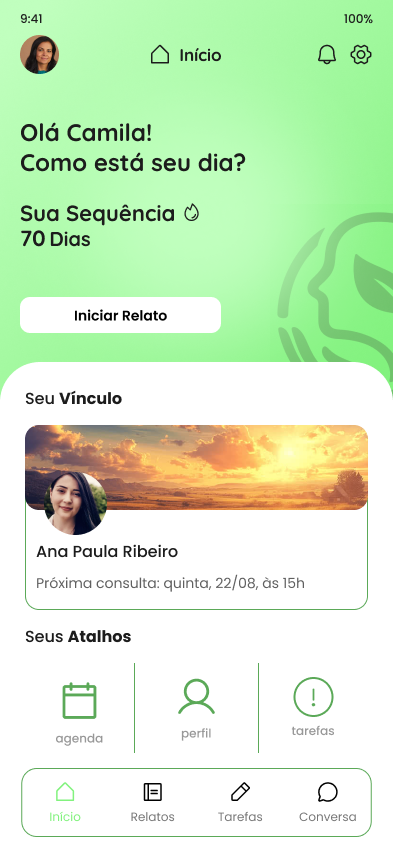 9:41
100%
Início
Olá Camila!
Como está seu dia?
Sua Sequência
70 Dias
Iniciar Relato
Seu Vínculo
Ana Paula Ribeiro
Próxima consulta: quinta, 22/08, às 15h
Seus Atalhos
agenda
perfil
tarefas
Início
Relatos
Tarefas
Conversa